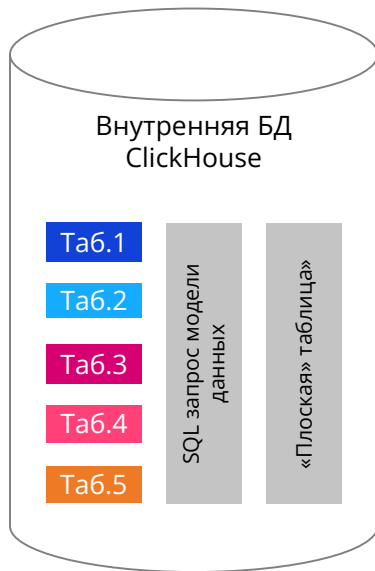 Внутренняя БД
ClickHouse
Таб.1
Таб.2
Таб.3
Таб.4
Таб.5
SQL запрос модели
данных
«Плоская» таблица»